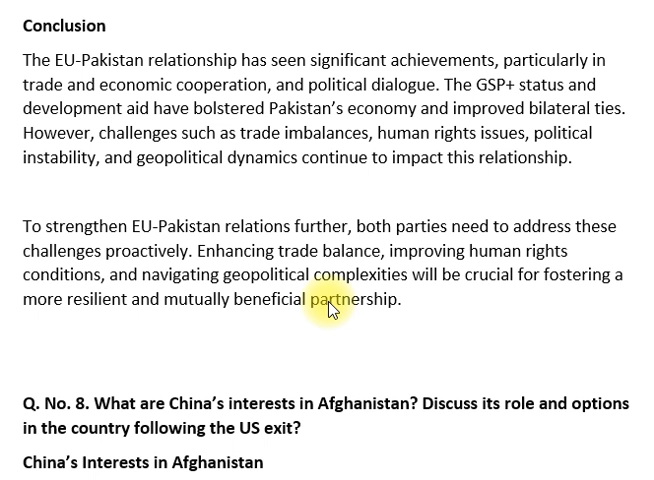 Conclusion
The EU-Pakistan relationship has seen significant achievements, particularly in
trade and economic cooperation, and political dialogue. The GSP+ status and
development aid have bolstered Pakistan’s economy and improved bilateral ties.
However, challenges such as trade imbalances, human rights issues, political
instability, and geopolitical dynamics continue to impact this relationship.
To strengthen EU-Pakistan relations further, both parties need to address these
challenges proactively. Enhancing trade balance, improving human rights
conditions, and navigating geopolitical complexities will be crucial for fostering a
more resilient and mutually beneficial partnership.
Q. No. 8. What are China’s interests in Afghanistan? Discuss its role and options
in the country following the US exit?
China’s Interests in Afghanistan